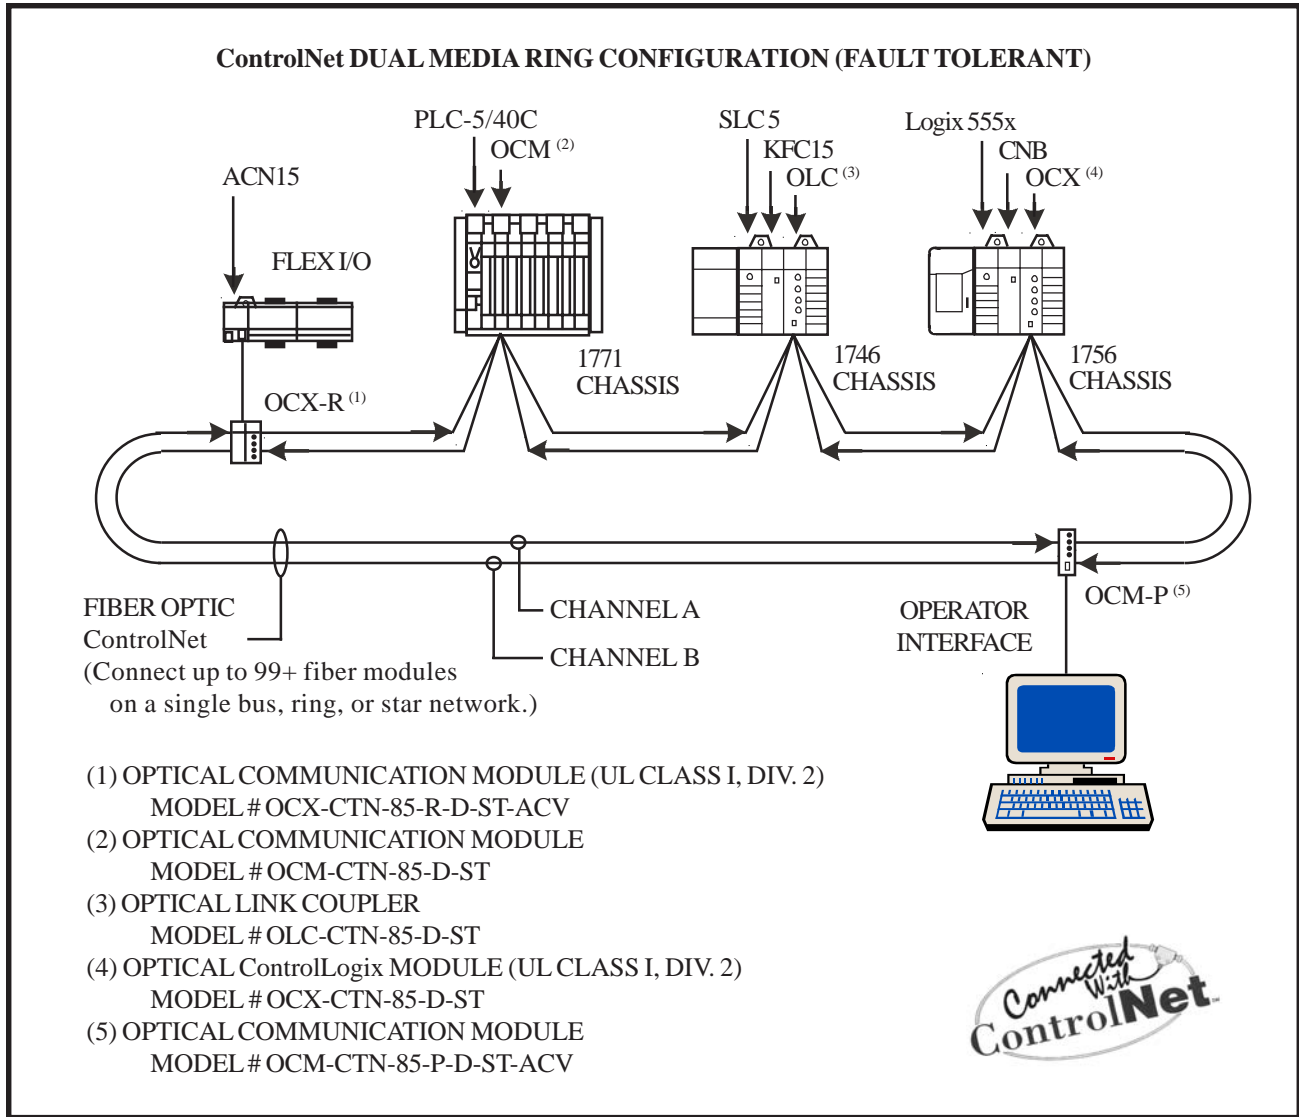 ControlNet DUAL MEDIA RING CONFIGURATION (FAULT TOLERANT)
PLC-5/40C
OCM (2)
SLC 5
KFC15
OLC (3)
Logix 555x
CNB
OCX (4)
ACN15
FLEX I/O
1771
CHASSIS
1746
CHASSIS
1756
CHASSIS
OCX-R (1)
FIBER OPTIC
ControlNet
(Connect up to 99+ fiber modules
on a single bus, ring, or star network.)
CHANNEL A
CHANNEL B
OPERATOR
INTERFACE
OCM-P (5)
(1) OPTICAL COMMUNICATION MODULE (UL CLASS I, DIV. 2)
MODEL # OCX-CTN-85-R-D-ST-ACV
(2) OPTICAL COMMUNICATION MODULE
MODEL # OCM-CTN-85-D-ST
(3) OPTICAL LINK COUPLER
MODEL # OLC-CTN-85-D-ST
(4) OPTICAL ControlLogix MODULE (UL CLASS I, DIV. 2)
MODEL # OCX-CTN-85-D-ST
(5) OPTICAL COMMUNICATION MODULE
MODEL # OCM-CTN-85-P-D-ST-ACV
Connected
With
ControlNet™